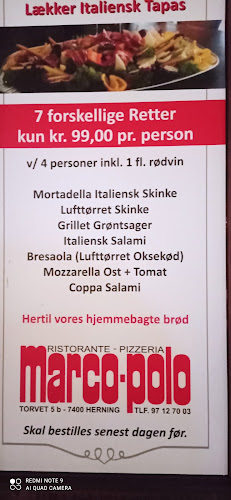 Lækker Italiensk Tapas
7 forskellige Retter
kun kr. 99,00 pr. person
v/ 4 personer inkl. 1 fl. rødvin
Mortadella Italiensk Skinke
Lufttørret Skinke
Grillet Grøntsager
Italiensk Salami
Bresaola (Lufttørret Oksekød)
Mozzarella Ost + Tomat
Coppa Salami
Hertil vores hjemmebagte brød
RISTORANTE - PIZZERIA
marco-polo
TORVET 5 b - 7400 HERNING TLF. 97 12 70 03
Skal bestilles senest dagen før.
REDMI NOTE 9
AI QUAD CAMERA